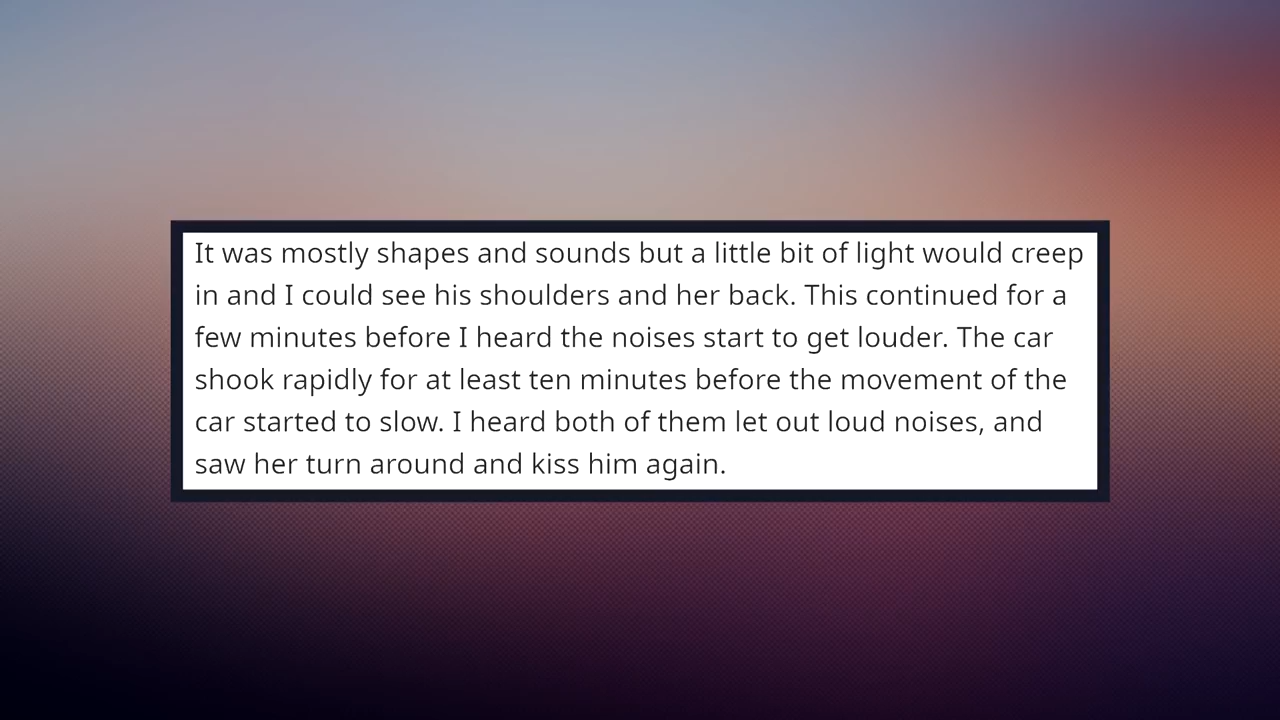 It was mostly shapes and sounds but a little bit of light would creep
in and I could see his shoulders and her back. This continued for a
few minutes before I heard the noises start to get louder. The car
shook rapidly for at least ten minutes before the movement of the
car started to slow. I heard both of them let out loud noises, and
saw her turn around and kiss him again.